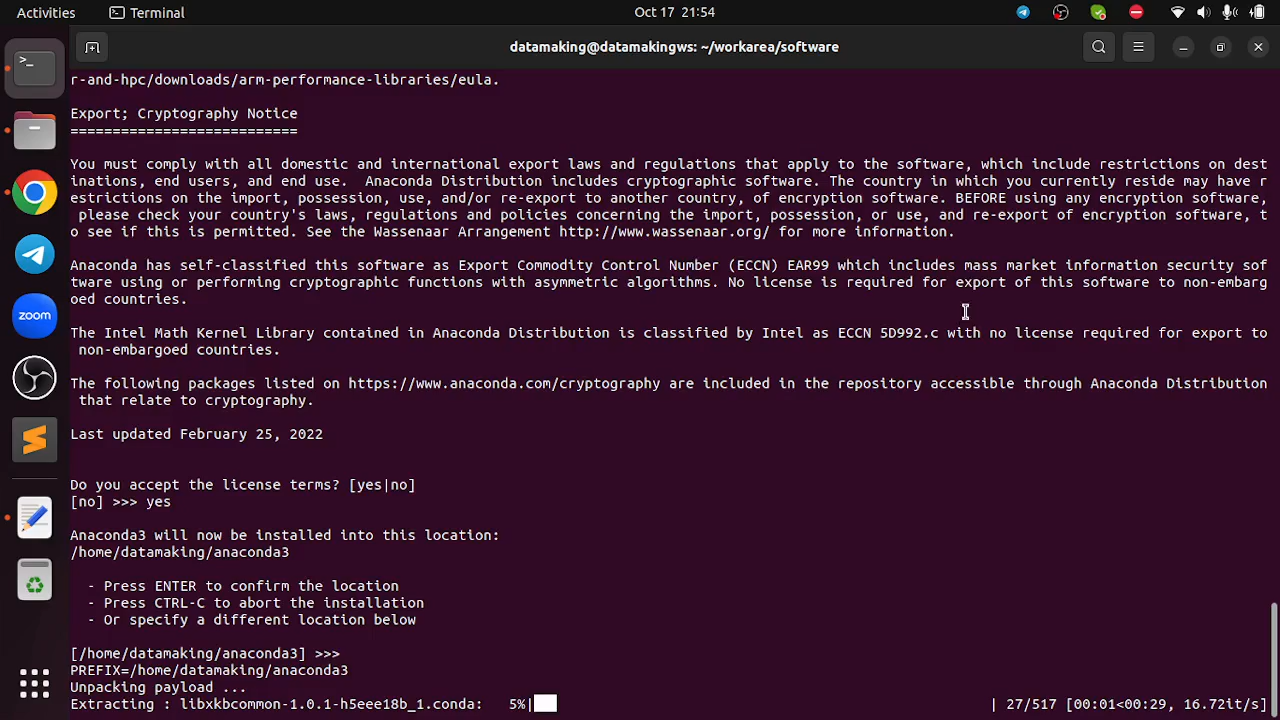 Activities
Terminal
Oct 17 21:54
datamaking@datamakingws: ~/workarea/software
r-and-hpc/downloads/arm-performance-libraries/eula.
Export; Cryptography Notice
===========================
You must comply with all domestic and international export laws and regulations that apply to the software, which include restrictions on dest
inations, end users, and end use.  Anaconda Distribution includes cryptographic software. The country in which you currently reside may have r
estrictions on the import, possession, use, and/or re-export to another country, of encryption software. BEFORE using any encryption software,
please check your country's laws, regulations and policies concerning the import, possession, or use, and re-export of encryption software, t
o see if this is permitted. See the Wassenaar Arrangement http://www.wassenaar.org/ for more information.
Anaconda has self-classified this software as Export Commodity Control Number (ECCN) EAR99 which includes mass market information security sof
tware using or performing cryptographic functions with asymmetric algorithms. No license is required for export of this software to non-embarg
oed countries.
The Intel Math Kernel Library contained in Anaconda Distribution is classified by Intel as ECCN 5D992.c with no license required for export to
non-embargoed countries.
The following packages listed on https://www.anaconda.com/cryptography are included in the repository accessible through Anaconda Distribution
that relate to cryptography.
Last updated February 25, 2022
Do you accept the license terms? [yes|no]
[no] >>> yes
Anaconda3 will now be installed into this location:
/home/datamaking/anaconda3
- Press ENTER to confirm the location
- Press CTRL-C to abort the installation
- Or specify a different location below
[/home/datamaking/anaconda3] >>>
PREFIX=/home/datamaking/anaconda3
Unpacking payload ...
Extracting : libxkbcommon-1.0.1-h5eee18b_1.conda:   5%|██ | 27/517 [00:01<00:29, 16.72it/s]
zoom